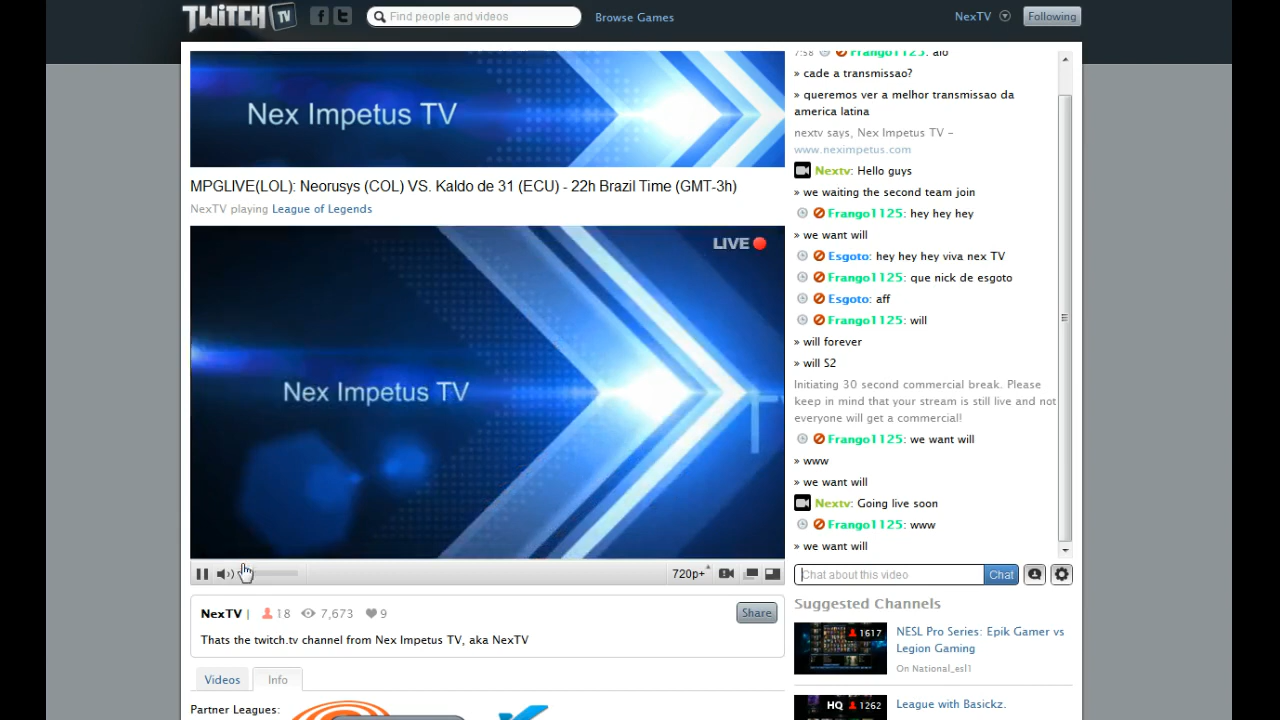 TWiTCH TV
f
Find people and videos
Browse Games
NexTV
Following
Nex Impetus TV
MPGLIVE(LOL): Neorusys (COL) VS. Kaldo de 31 (ECU) - 22h Brazil Time (GMT-3h)
NexTV playing League of Legends
LIVE
Nex Impetus TV
720p+
NexTV | 18 7,673 9
Share
Thats the twitch.tv channel from Nex Impetus TV, aka NexTV
Videos
Info
Partner Leagues:
7:58 Frango1125: alo
» cade a transmissao?
» queremos ver a melhor transmissao da
america latina
nextv says, Nex Impetus TV -
www.neximpetus.com
Nextv: Hello guys
» we waiting the second team join
Frango1125: hey hey hey
» we want will
Esgoto: hey hey hey viva nex TV
Frango1125: que nick de esgoto
Esgoto: aff
Frango1125: will
» will forever
» will S2
Initiating 30 second commercial break. Please
keep in mind that your stream is still live and not
everyone will get a commercial!
Frango1125: we want will
» www
» we want will
Nextv: Going live soon
Frango1125: www
» we want will
Chat about this video
Chat
Suggested Channels
1617
NESL Pro Series: Epik Gamer vs
Legion Gaming
On National_esl1
HQ 1262
League with Basickz.